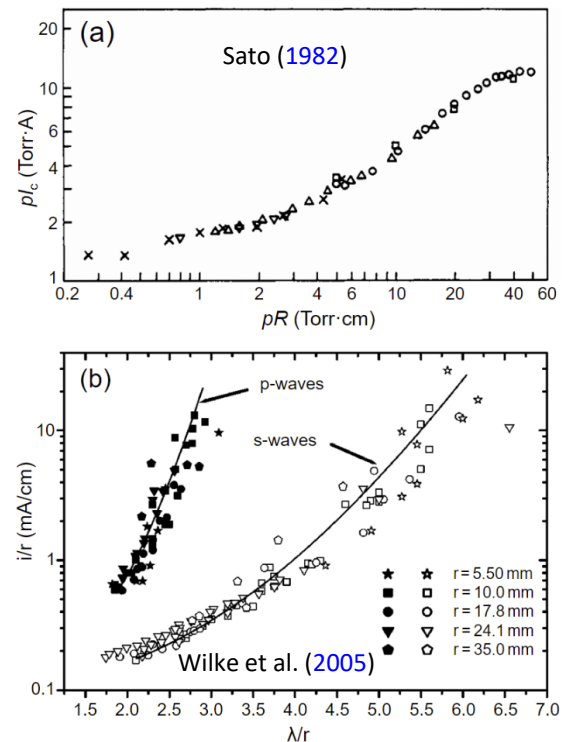 (a)
Sato (1982)
20
10
6
4
2
1
pI_c (Torr·A)
0.2 0.4 1 2 4 6 10 20 40 60
pR (Torr·cm)
(b)
p-waves
s-waves
10
1
0.1
i/r (mA/cm)
r = 5.50 mm
r = 10.0 mm
r = 17.8 mm
r = 24.1 mm
r = 35.0 mm
Wilke et al. (2005)
1.5 2.0 2.5 3.0 3.5 4.0 4.5 5.0 5.5 6.0 6.5 7.0
λ/r